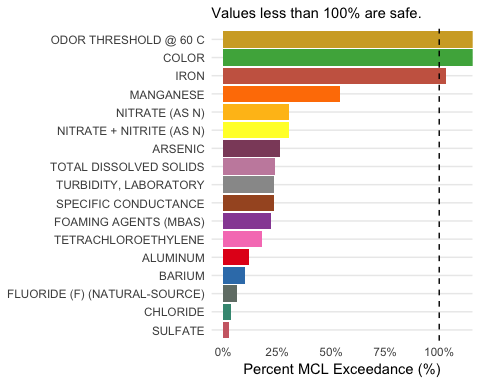 Values less than 100% are safe.
ODOR THRESHOLD @ 60 C
COLOR
IRON
MANGANESE
NITRATE (AS N)
NITRATE + NITRITE (AS N)
ARSENIC
TOTAL DISSOLVED SOLIDS
TURBIDITY, LABORATORY
SPECIFIC CONDUCTANCE
FOAMING AGENTS (MBAS)
TETRACHLOROETHYLENE
ALUMINUM
BARIUM
FLUORIDE (F) (NATURAL-SOURCE)
CHLORIDE
SULFATE
0% 25% 50% 75% 100%
Percent MCL Exceedance (%)